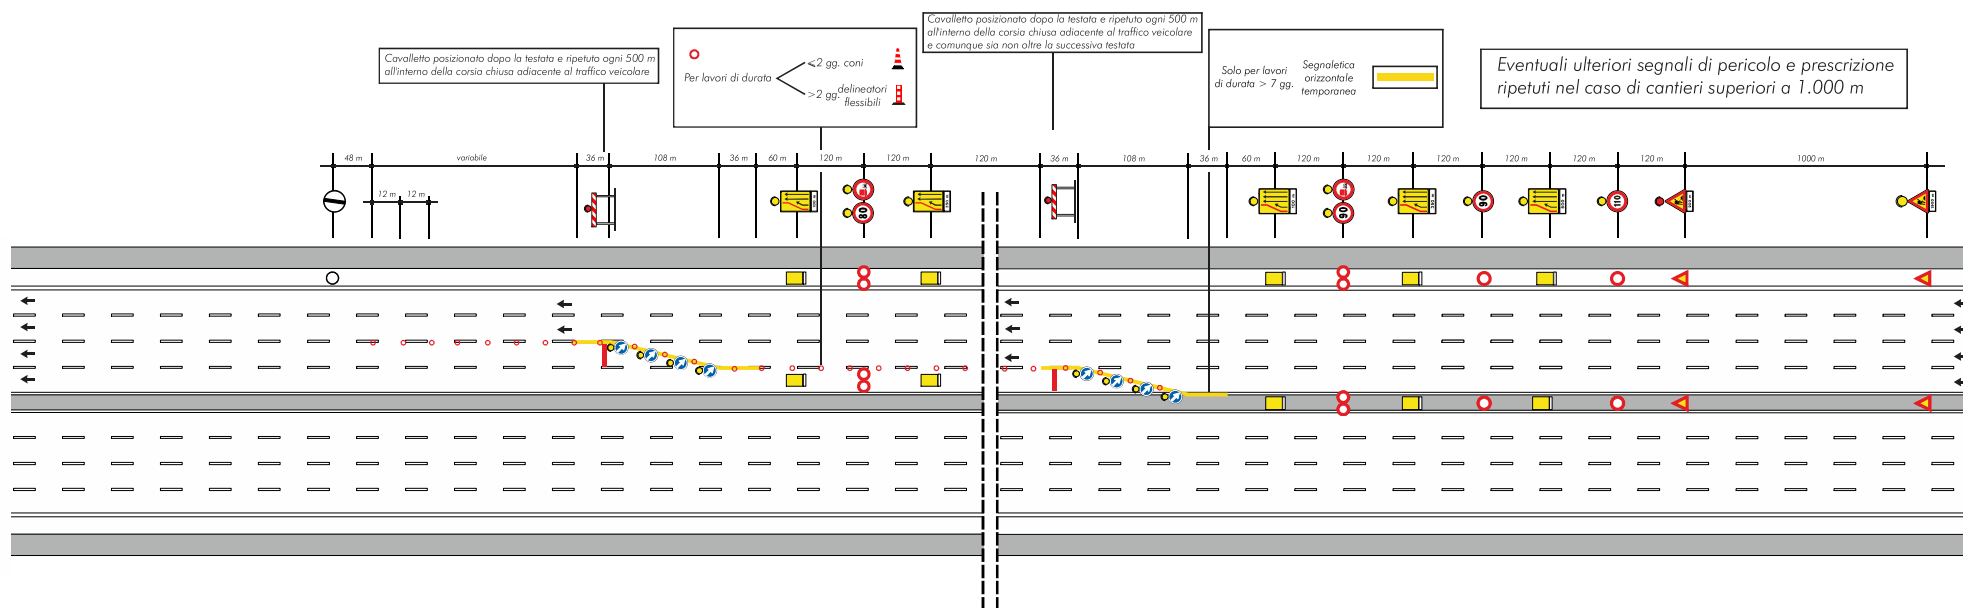 Cavalletto posizionato dopo la testata e ripetuto ogni 500 m
all'interno della corsia chiusa adiacente al traffico veicolare
Per lavori di durata
<2 gg. coni
>2 gg. delineatori
flessibili
Cavalletto posizionato dopo la testata e ripetuto ogni 500 m
all'interno della corsia chiusa adiacente al traffico veicolare
e comunque sia non oltre la successiva testata
Solo per lavori
di durata > 7 gg.
Segnaletica
orizzontale
temporanea
Eventuali ulteriori segnali di pericolo e prescrizione
ripetuti nel caso di cantieri superiori a 1.000 m
48 m variabile 36 m 108 m 36 m 60 m 120 m 120 m 120 m 36 m 108 m 36 m 60 m 120 m 120 m 120 m 120 m 120 m 120 m 1000 m
12 m 12 m
80
90
90
110